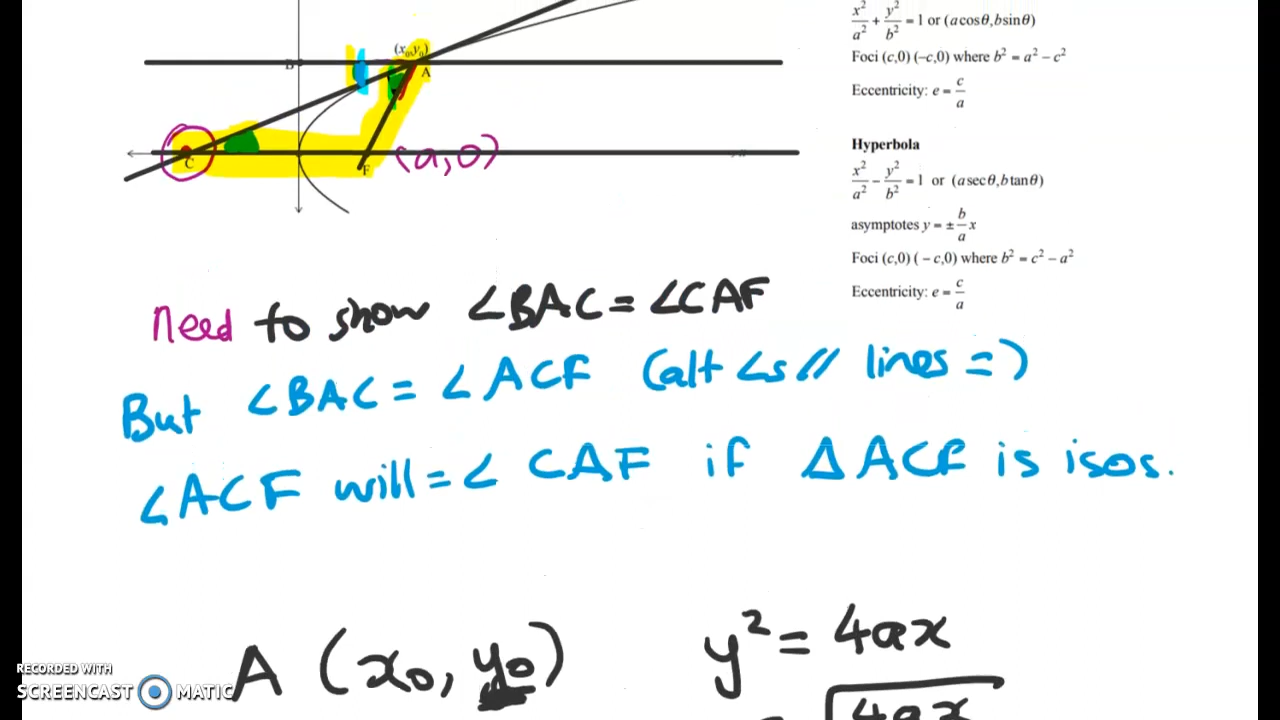 x²/a² + y²/b² = 1 or (a cosθ, b sinθ)
Foci (c,0) (−c,0) where b² = a² − c²
Eccentricity: e = c/a
Hyperbola
x²/a² − y²/b² = 1 or (a secθ, b tanθ)
asymptotes y = ± b/a x
Foci (c,0) (−c,0) where b² = c² − a²
Eccentricity: e = c/a
(x₀,y₀)
B
A
C
F
(a,0)
need to show ∠BAC = ∠CAF
But ∠BAC = ∠ACF (alt ∠s // lines =)
∠ACF will = ∠CAF if ΔACF is isos.
A (x₀, y₀)
y² = 4ax
= √4ax
RECORDED WITH
SCREENCAST MATIC